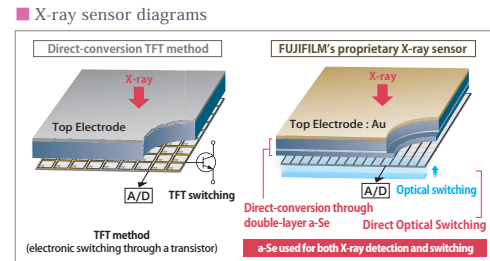 X-ray sensor diagrams
Direct-conversion TFT method
X-ray
Top Electrode
A/D
TFT switching
TFT method
(electronic switching through a transistor)
FUJIFILM's proprietary X-ray sensor
X-ray
Top Electrode : Au
A/D
Optical switching
Direct-conversion through
double-layer a-Se
Direct Optical Switching
a-Se used for both X-ray detection and switching